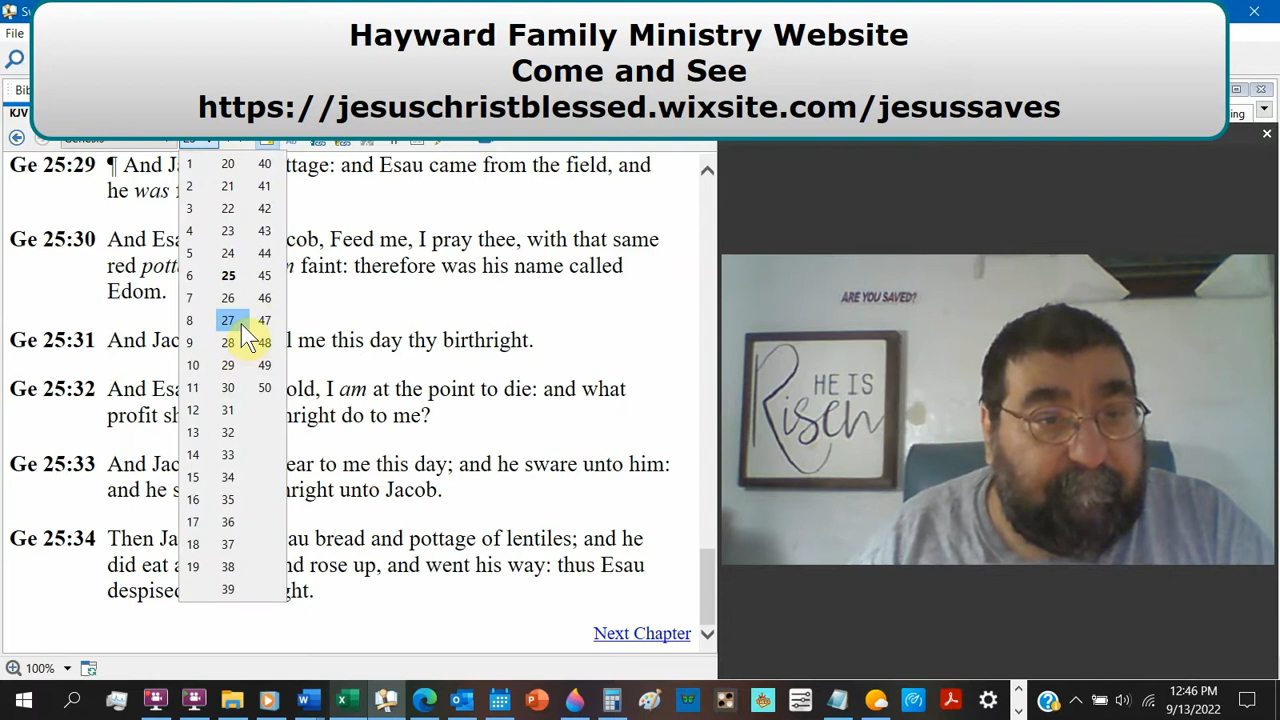 Hayward Family Ministry Website
Come and See
https://jesuschristblessed.wixsite.com/jesussaves
File
KJV
Ge 25:29 ¶ And Ja ttage: and Esau came from the field, and
he was
Ge 25:30 And Esa cob, Feed me, I pray thee, with that same
red pott faint: therefore was his name called
Edom.
Ge 25:31 And Jac l me this day thy birthright.
Ge 25:32 And Esa old, I am at the point to die: and what
profit sh right do to me?
Ge 25:33 And Jac ear to me this day; and he sware unto him:
and he s hright unto Jacob.
Ge 25:34 Then Ja au bread and pottage of lentiles; and he
did eat a nd rose up, and went his way: thus Esau
despised ght.
Next Chapter
1 20 40
2 21 41
3 22 42
4 23 43
5 24 44
6 25 45
7 26 46
8 27 47
9 28 48
10 29 49
11 30 50
12 31
13 32
14 33
15 34
16 35
17 36
18 37
19 38
39
ARE YOU SAVED?
HE IS
Risen
100%
12:46 PM
9/13/2022